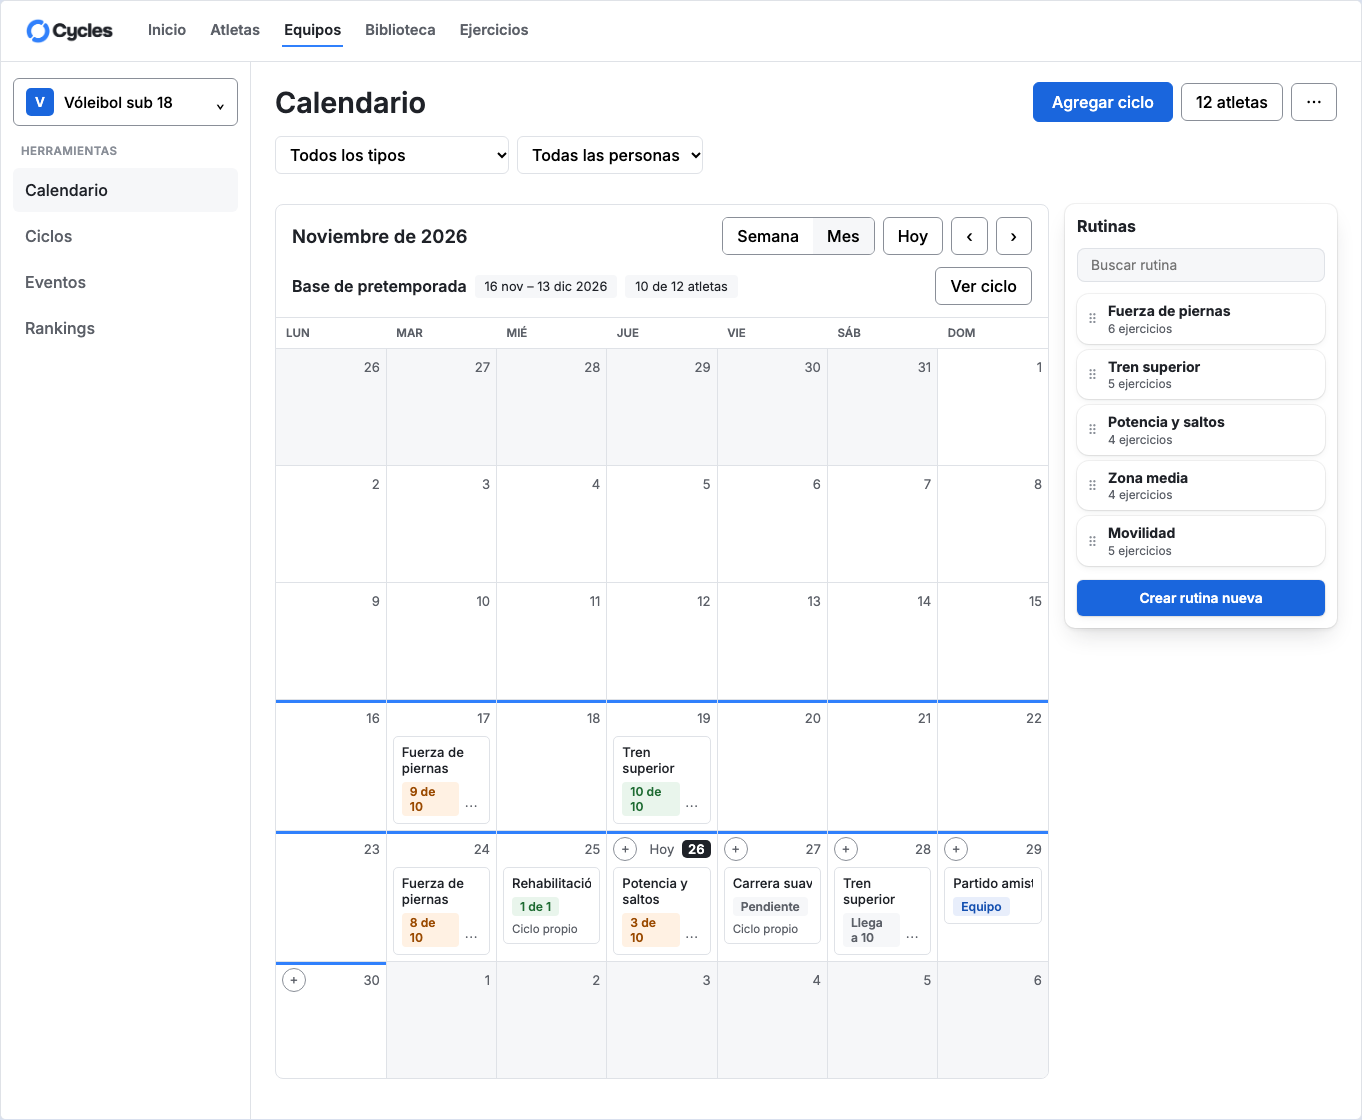 Cycles
Inicio
Atletas
Equipos
Biblioteca
Ejercicios
V
Vóleibol sub 18
HERRAMIENTAS
Calendario
Ciclos
Eventos
Rankings
Calendario
Agregar ciclo
12 atletas
...
Todos los tipos
Todas las personas
Noviembre de 2026
Semana
Mes
Hoy
‹
›
Base de pretemporada
16 nov – 13 dic 2026
10 de 12 atletas
Ver ciclo
LUN
MAR
MIÉ
JUE
VIE
SÁB
DOM
26
27
28
29
30
31
1
2
3
4
5
6
7
8
9
10
11
12
13
14
15
16
17
Fuerza de
piernas
9 de
10
...
18
19
Tren
superior
10 de
10
...
20
21
22
23
24
Fuerza de
piernas
8 de
10
...
25
Rehabilitació
1 de 1
Ciclo propio
+
Hoy
26
Potencia y
saltos
3 de
10
...
+
27
Carrera suav
Pendiente
Ciclo propio
+
28
Tren
superior
Llega
a 10
...
+
29
Partido amist
Equipo
+
30
1
2
3
4
5
6
Rutinas
Buscar rutina
Fuerza de piernas
6 ejercicios
Tren superior
5 ejercicios
Potencia y saltos
4 ejercicios
Zona media
4 ejercicios
Movilidad
5 ejercicios
Crear rutina nueva